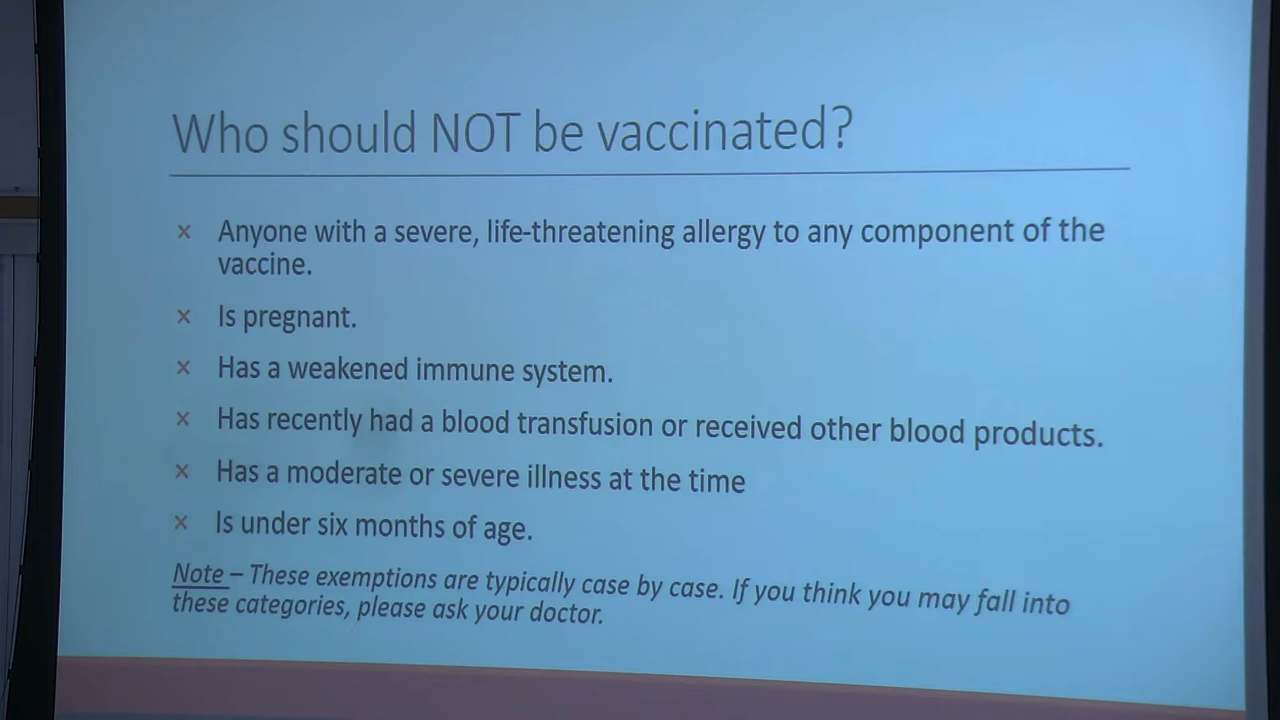 Who should NOT be vaccinated?
× Anyone with a severe, life-threatening allergy to any component of the
vaccine.
× Is pregnant.
× Has a weakened immune system.
× Has recently had a blood transfusion or received other blood products.
× Has a moderate or severe illness at the time
× Is under six months of age.
Note – These exemptions are typically case by case. If you think you may fall into
these categories, please ask your doctor.